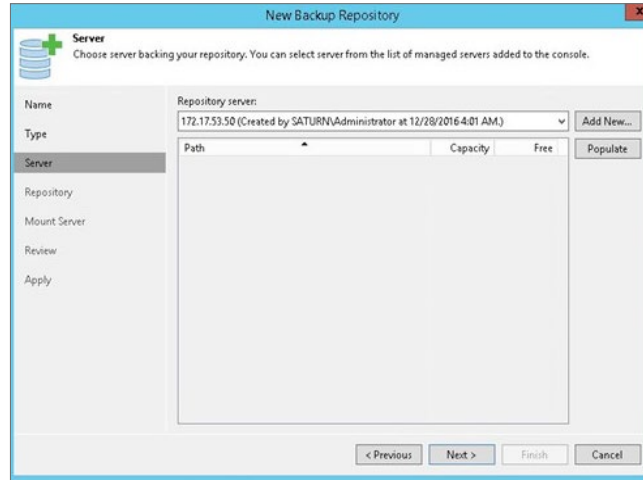 New Backup Repository
X
Server
Choose server backing your repository. You can select server from the list of managed servers added to the console.
Name
Type
Server
Repository
Mount Server
Review
Apply
Repository server:
172.17.53.50 (Created by SATURN\Administrator at 12/28/2016 4:01 AM.)
Add New...
Path
Capacity
Free
Populate
< Previous
Next >
Finish
Cancel